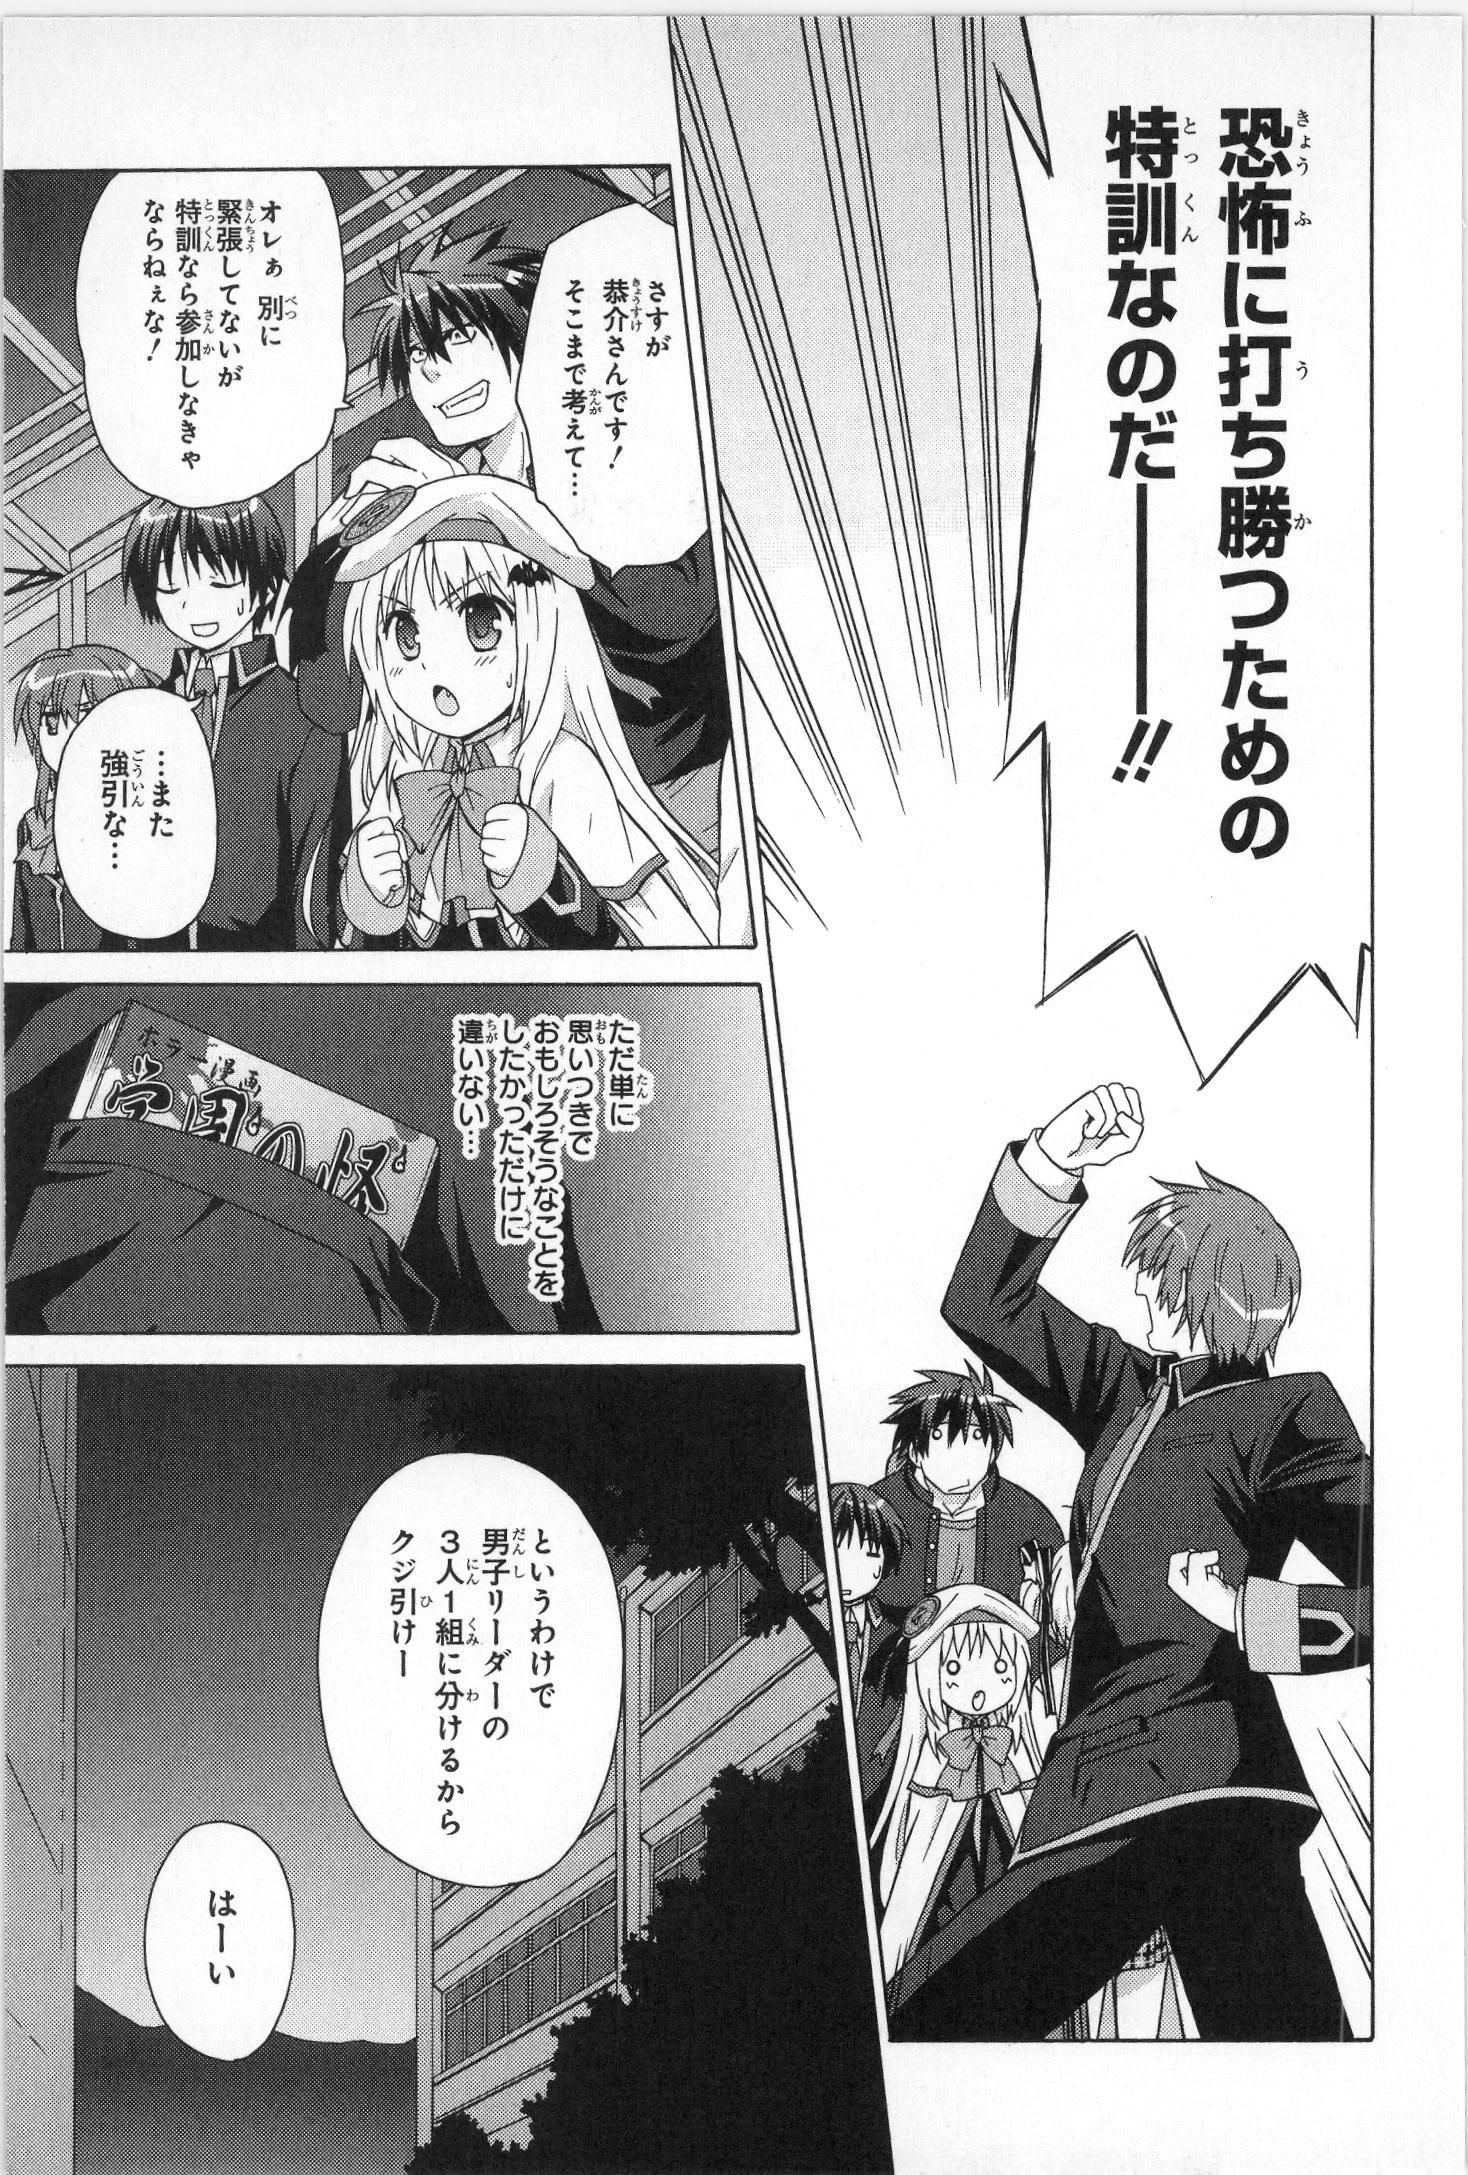 恐怖に打ち勝つための
特訓なのだ――!!
さすが
恭介さんです!
そこまで考えて…
オレぁ 別に
緊張してないが
特訓なら参加しなきゃ
ならねぇな!
…また
強引な…
ただ単に
思いつきで
おもしろそうなことを
したかっただけに
違いない…
ホラー漫画
学園の怪
というわけで
男子リーダーの
3人1組に分けるから
クジ引けー
はーい